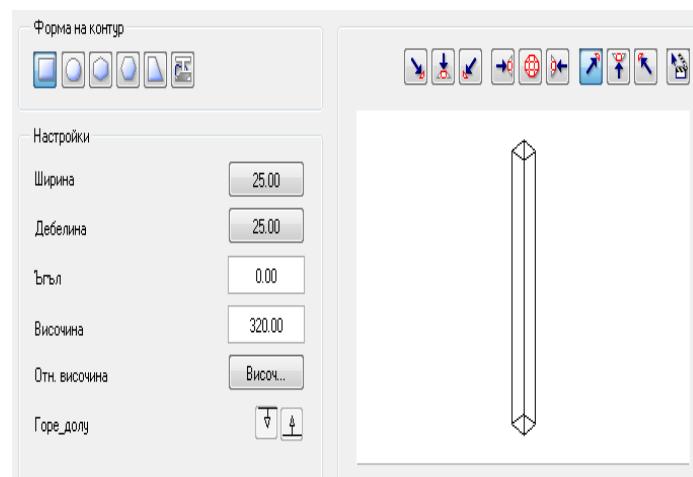 Форма на контур
Настройки
Ширина 25.00
Дебелина 25.00
Ъгъл 0.00
Височина 320.00
Отн. височина Височ...
Горе_долу